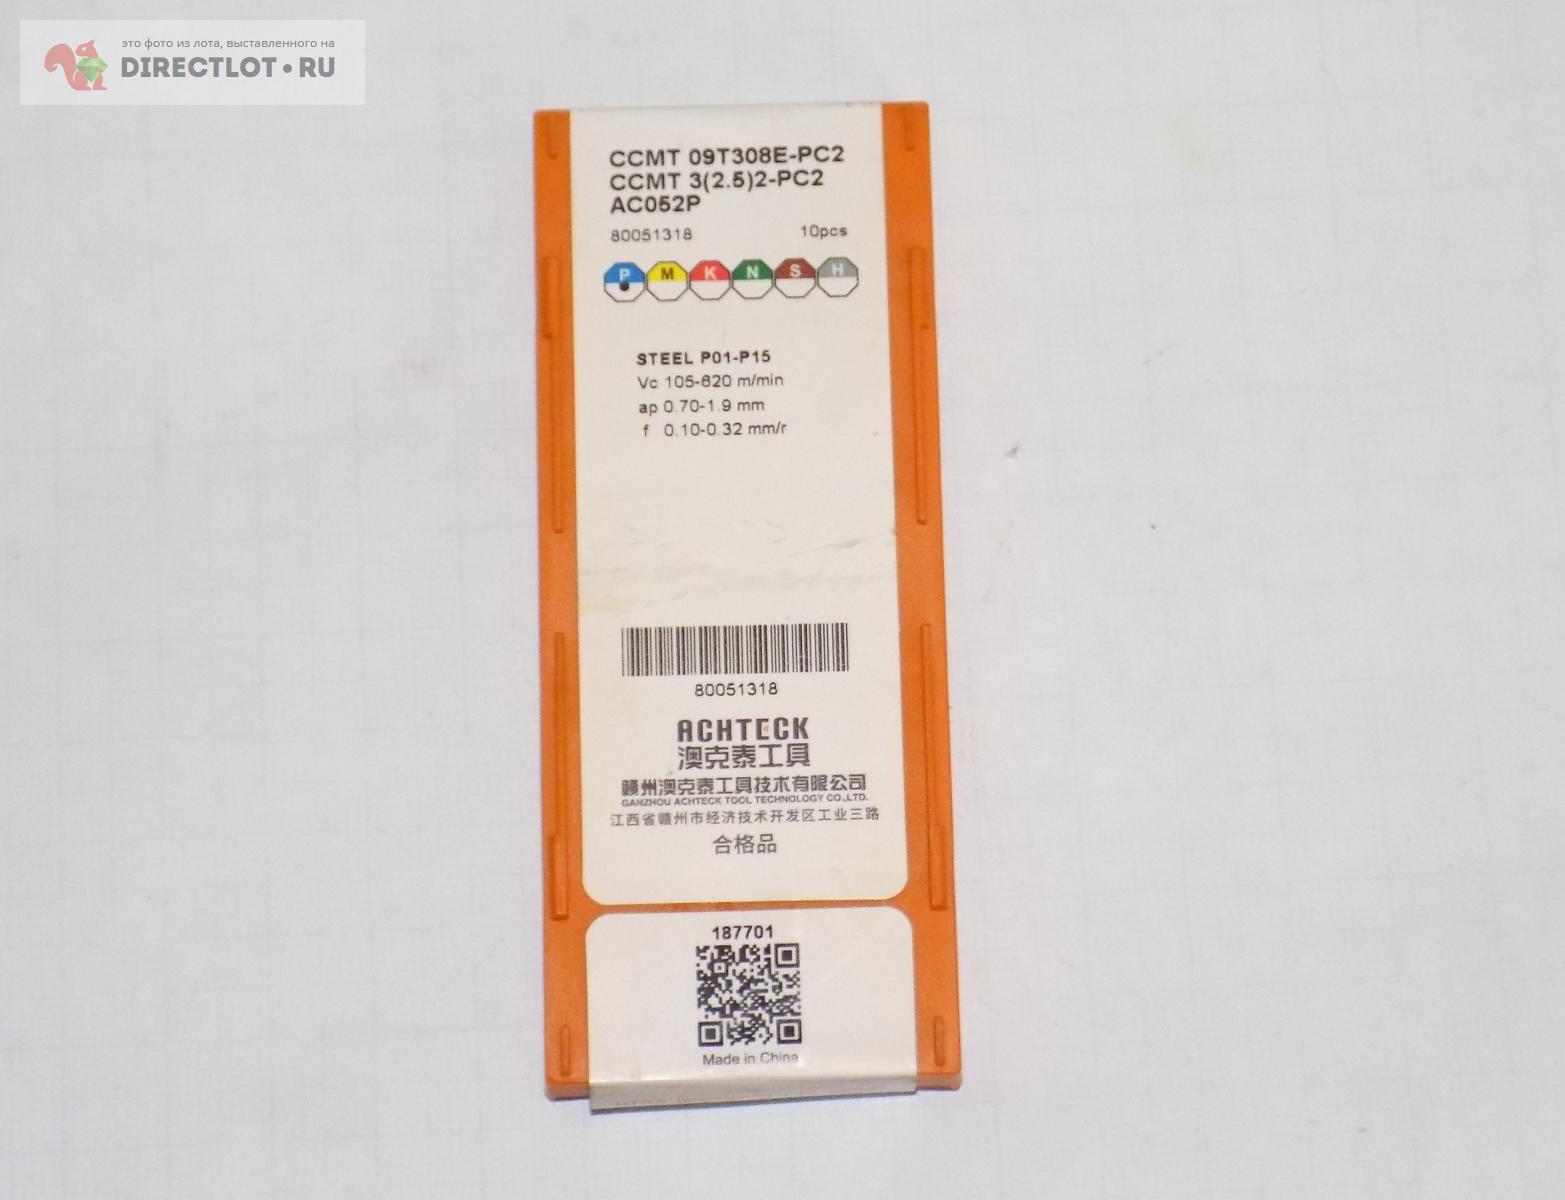 это фото из лота, выставленного на
DIRECTLOT•RU
CCMT 09T308E-PC2
CCMT 3(2.5)2-PC2
AC052P
80051318 10pcs
P M K N S H
STEEL P01-P15
Vc 105-620 m/min
ap 0.70-1.9 mm
f 0.10-0.32 mm/r
80051318
ACHTECK
澳克泰工具
赣州澳克泰工具技术有限公司
GANZHOU ACHTECK TOOL TECHNOLOGY CO.,LTD.
江西省赣州市经济技术开发区工业三路
合格品
187701
Made in China